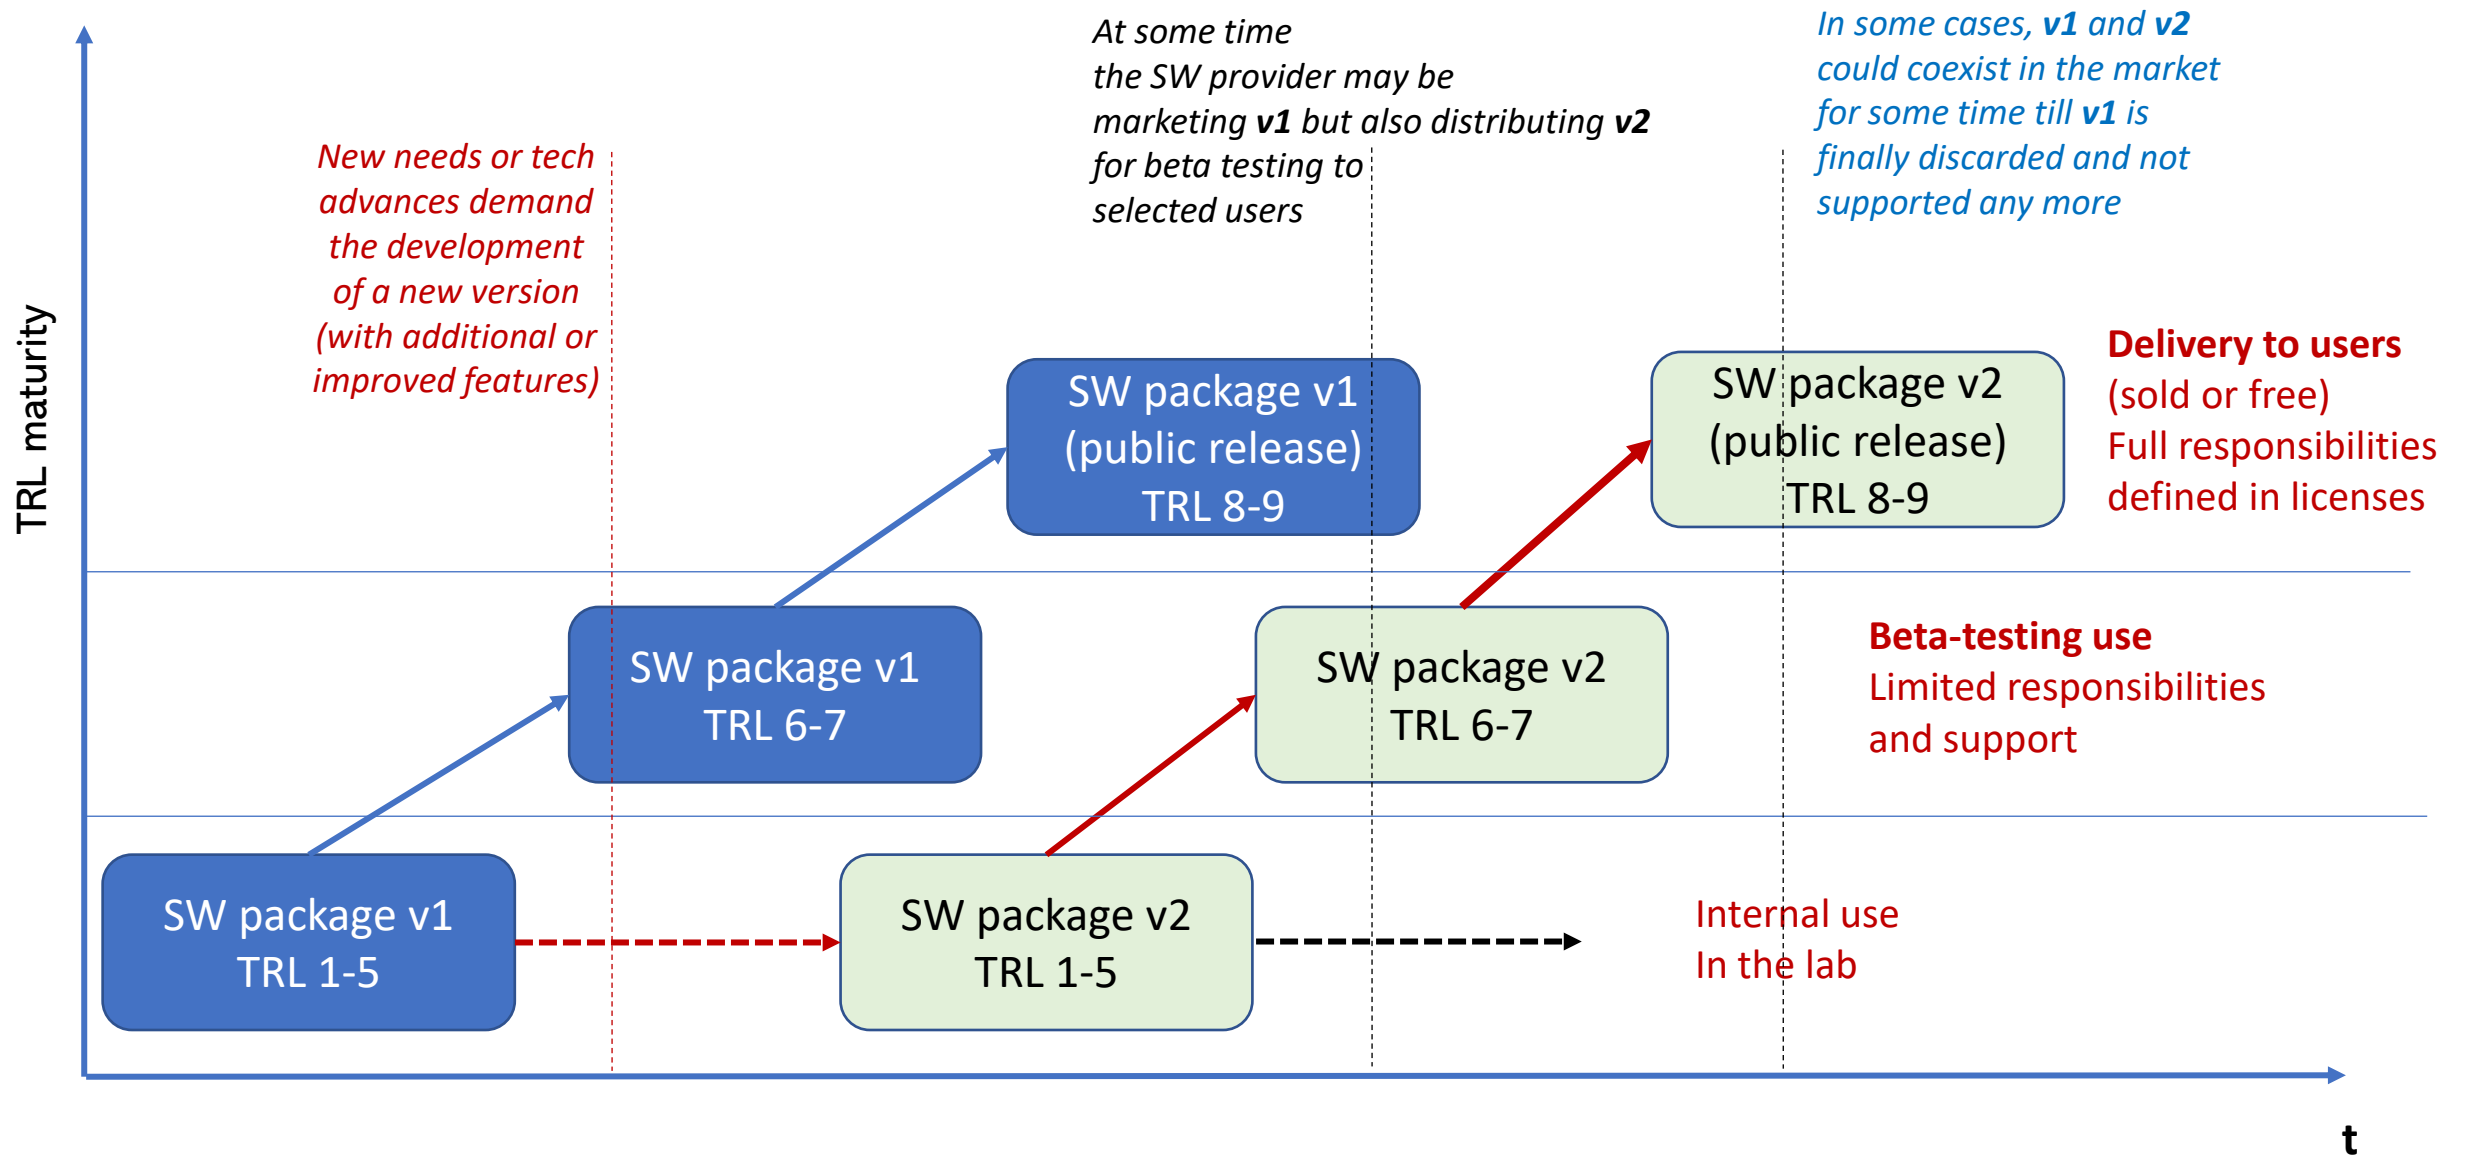 At some time
the SW provider may be
marketing v1 but also distributing v2
for beta testing to
selected users
In some cases, v1 and v2
could coexist in the market
for some time till v1 is
finally discarded and not
supported any more
New needs or tech
advances demand
the development
of a new version
(with additional or
improved features)
TRL maturity
SW package v1
(public release)
TRL 8-9
SW package v2
(public release)
TRL 8-9
Delivery to users
(sold or free)
Full responsibilities
defined in licenses
SW package v1
TRL 6-7
SW package v2
TRL 6-7
Beta-testing use
Limited responsibilities
and support
SW package v1
TRL 1-5
SW package v2
TRL 1-5
Internal use
In the lab
t